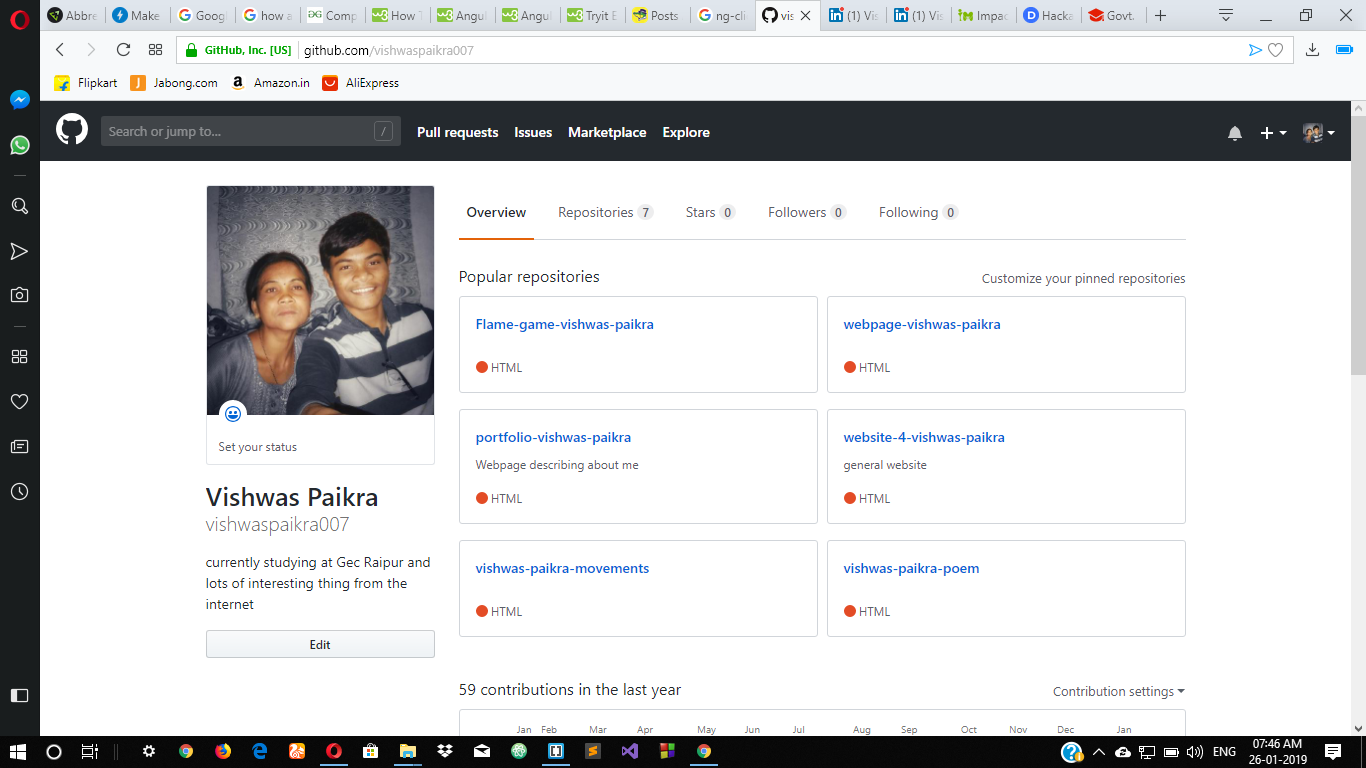 Abbre
Make
Goog
how a
Comp
How T
Angul
Angul
Tryit E
Posts
ng-cli
vis
(1) Vis
(1) Vis
Impac
Hacka
Govt.
GitHub, Inc. [US]
github.com/vishwaspaikra007
Flipkart
Jabong.com
Amazon.in
AliExpress
Search or jump to...
/
Pull requests
Issues
Marketplace
Explore
Overview
Repositories 7
Stars 0
Followers 0
Following 0
Popular repositories
Customize your pinned repositories
Flame-game-vishwas-paikra
HTML
webpage-vishwas-paikra
HTML
portfolio-vishwas-paikra
Webpage describing about me
HTML
website-4-vishwas-paikra
general website
HTML
vishwas-paikra-movements
HTML
vishwas-paikra-poem
HTML
Set your status
Vishwas Paikra
vishwaspaikra007
currently studying at Gec Raipur and
lots of interesting thing from the
internet
Edit
59 contributions in the last year
Contribution settings
Jan Feb Mar Apr May Jun Jul Aug Sep Oct Nov Dec Jan
ENG
07:46 AM
26-01-2019